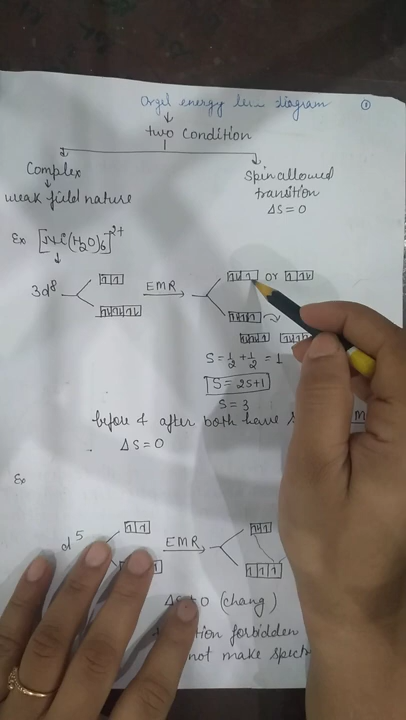 Orgel energy leve diagram
↓
two condition
Complex
↓
weak field nature
spin allowed
transition
ΔS = 0
Ex [Ni(H2O)6]2+
↓
3d8
EMR
or
S = 1/2 + 1/2 = 1
S = 2S+1
S = 3
before & after both have
ΔS = 0
Ex
d5
EMR
0 (chang)
forbidden
not make